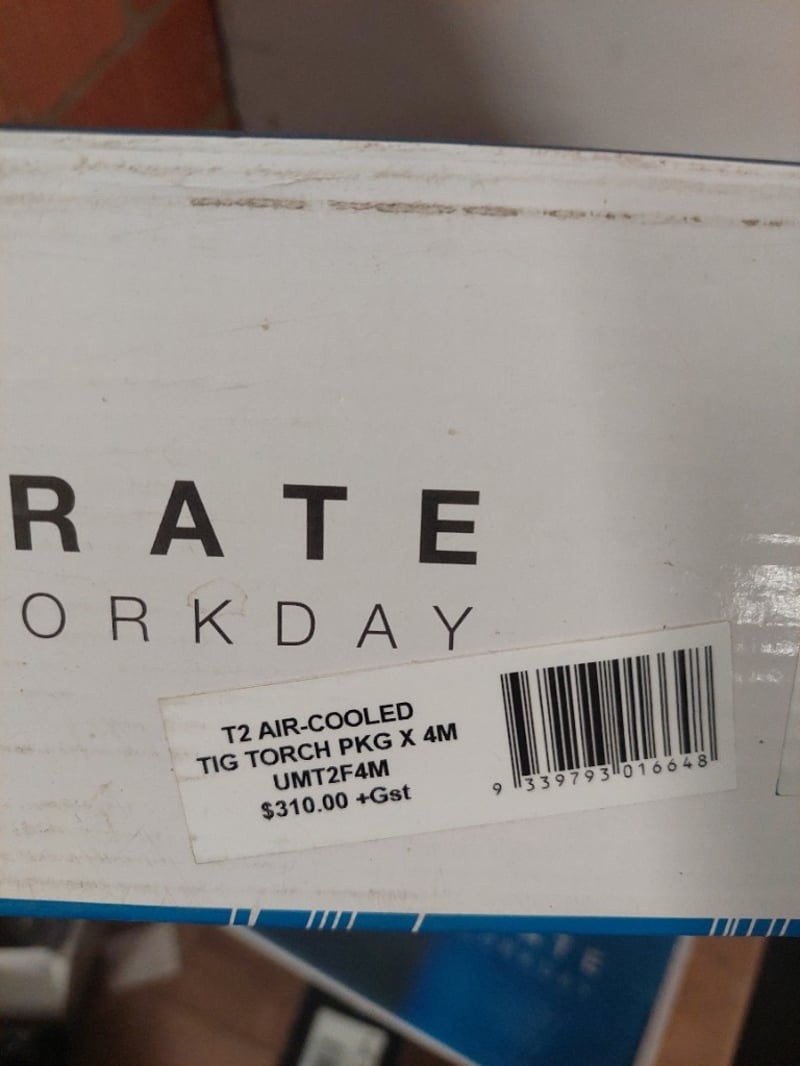 RATE
ORKDAY
T2 AIR-COOLED
TIG TORCH PKG X 4M
UMT2F4M
$310.00 +Gst
9 339793 016648